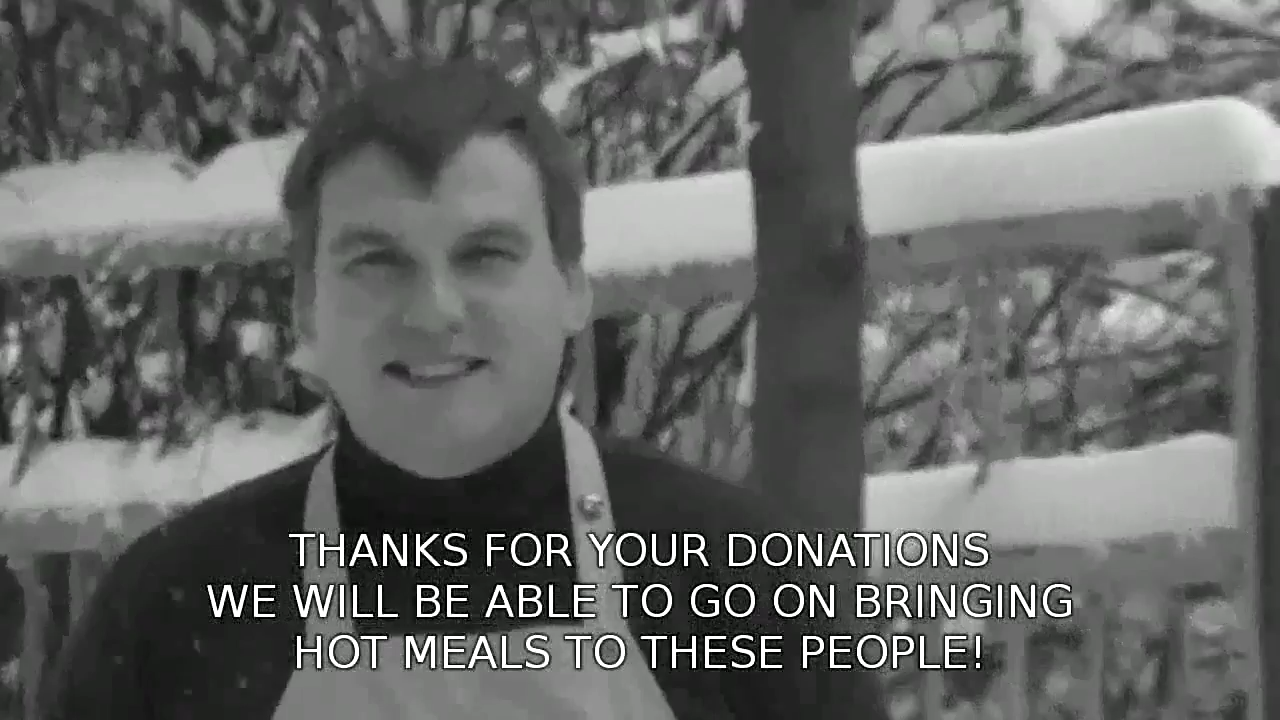 THANKS FOR YOUR DONATIONS
WE WILL BE ABLE TO GO ON BRINGING
HOT MEALS TO THESE PEOPLE!